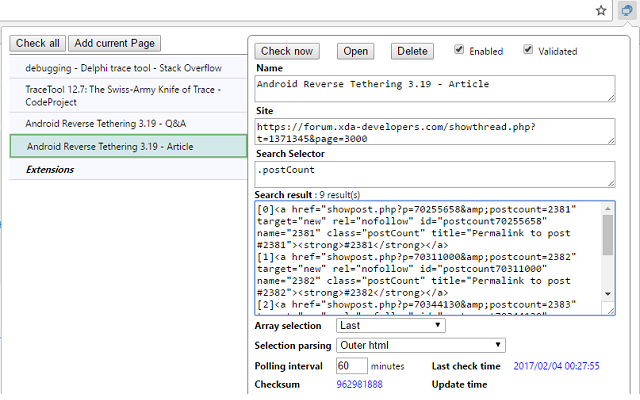 Check all
Add current Page
debugging - Delphi trace tool - Stack Overflow
TraceTool 12.7: The Swiss-Army Knife of Trace -
CodeProject
Android Reverse Tethering 3.19 - Q&A
Android Reverse Tethering 3.19 - Article
Extensions
Check now
Open
Delete
Enabled
Validated
Name
Android Reverse Tethering 3.19 - Article
Site
https://forum.xda-developers.com/showthread.php?
t=1371345&page=3000
Search Selector
.postCount
Search result : 9 result(s)
[0]<a href="showpost.php?p=70255658&amp;postcount=2381"
target="new" rel="nofollow" id="postcount70255658"
name="2381" class="postCount" title="Permalink to post
#2381"><strong>#2381</strong></a>
[1]<a href="showpost.php?p=70311000&amp;postcount=2382"
target="new" rel="nofollow" id="postcount70311000"
name="2382" class="postCount" title="Permalink to post
#2382"><strong>#2382</strong></a>
[2]<a href="showpost.php?p=70344130&amp;postcount=2383"
Array selection
Last
Selection parsing
Outer html
Polling interval
60 minutes
Last check time
2017/02/04 00:27:55
Checksum
962981888
Update time